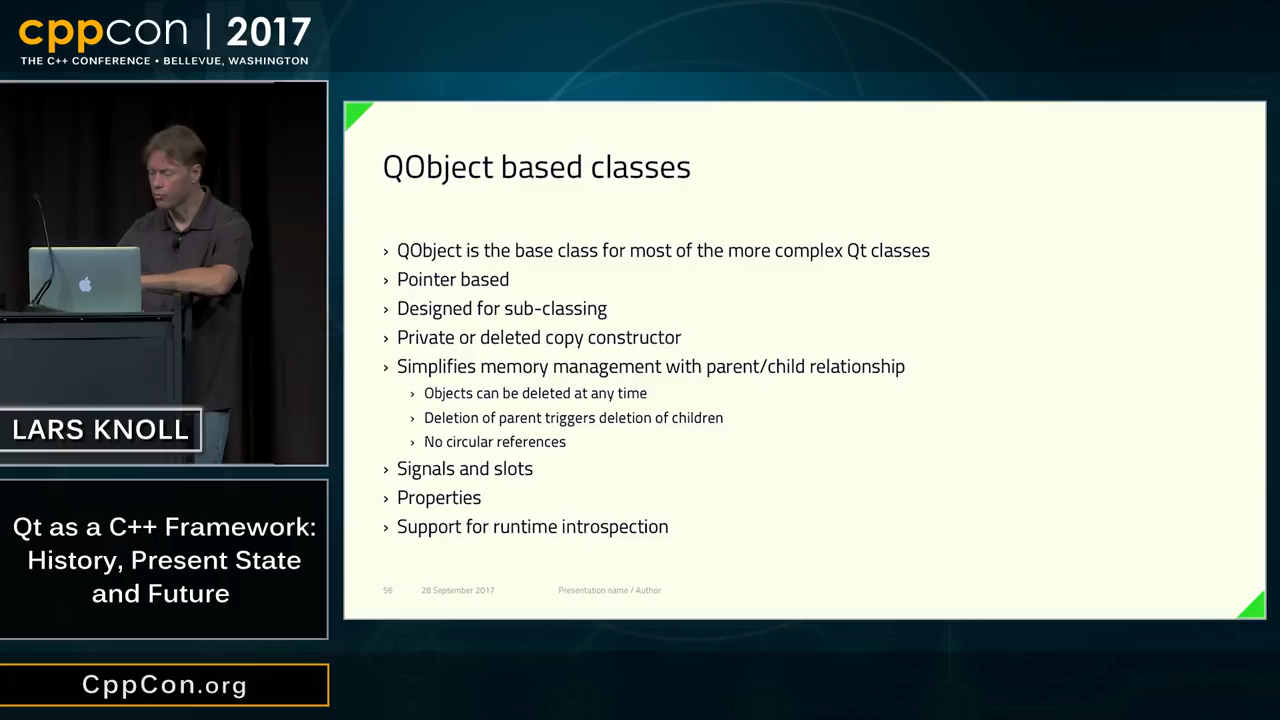 cppcon | 2017
THE C++ CONFERENCE • BELLEVUE, WASHINGTON
LARS KNOLL
Qt as a C++ Framework:
History, Present State
and Future
CppCon.org
QObject based classes
› QObject is the base class for most of the more complex Qt classes
› Pointer based
› Designed for sub-classing
› Private or deleted copy constructor
› Simplifies memory management with parent/child relationship
› Objects can be deleted at any time
› Deletion of parent triggers deletion of children
› No circular references
› Signals and slots
› Properties
› Support for runtime introspection
56 28 September 2017 Presentation name / Author